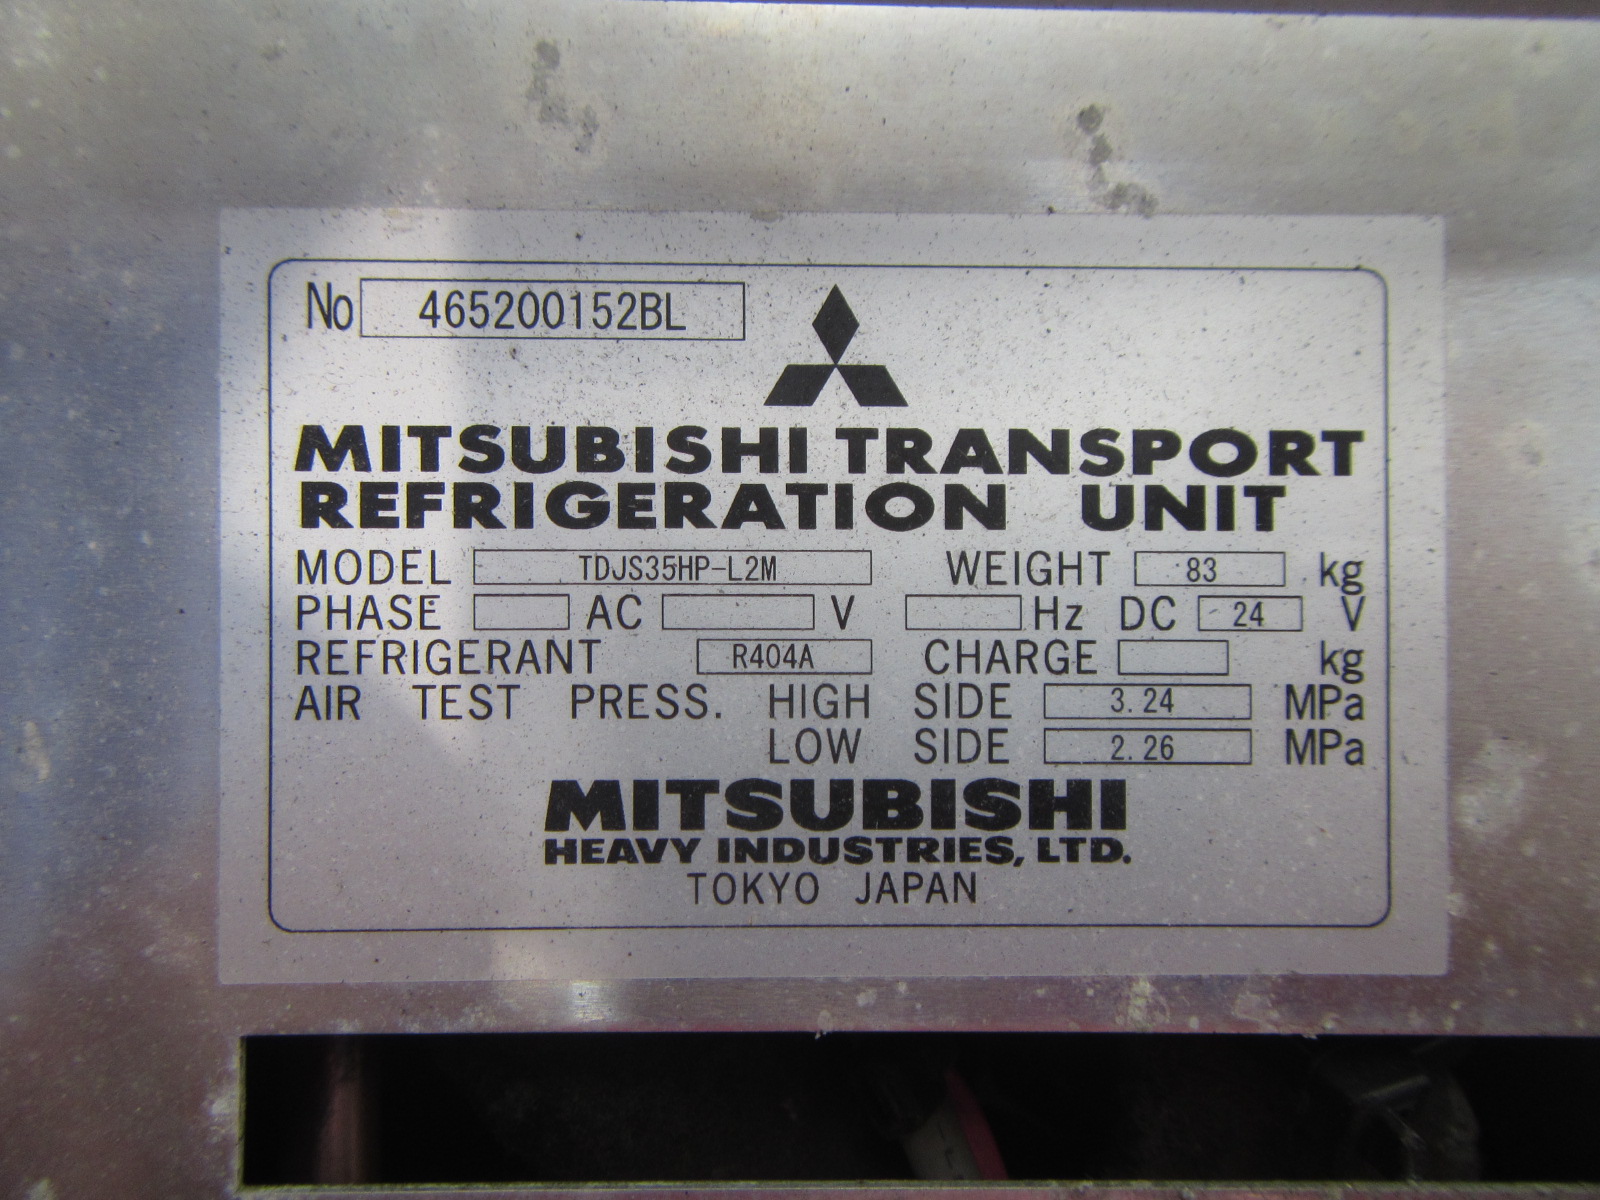 No 465200152BL
MITSUBISHI TRANSPORT
REFRIGERATION UNIT
MODEL TDJS35HP-L2M WEIGHT 83 kg
PHASE AC V Hz DC 24 V
REFRIGERANT R404A CHARGE kg
AIR TEST PRESS. HIGH SIDE 3.24 MPa
LOW SIDE 2.26 MPa
MITSUBISHI
HEAVY INDUSTRIES, LTD.
TOKYO JAPAN